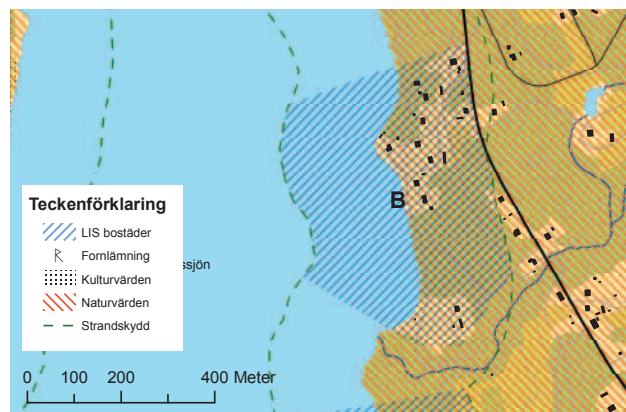 B
Teckenförklaring
LIS bostäder
Fornlämning
Kulturvärden
Naturvärden
Strandskydd
ssjön
0 100 200 400 Meter